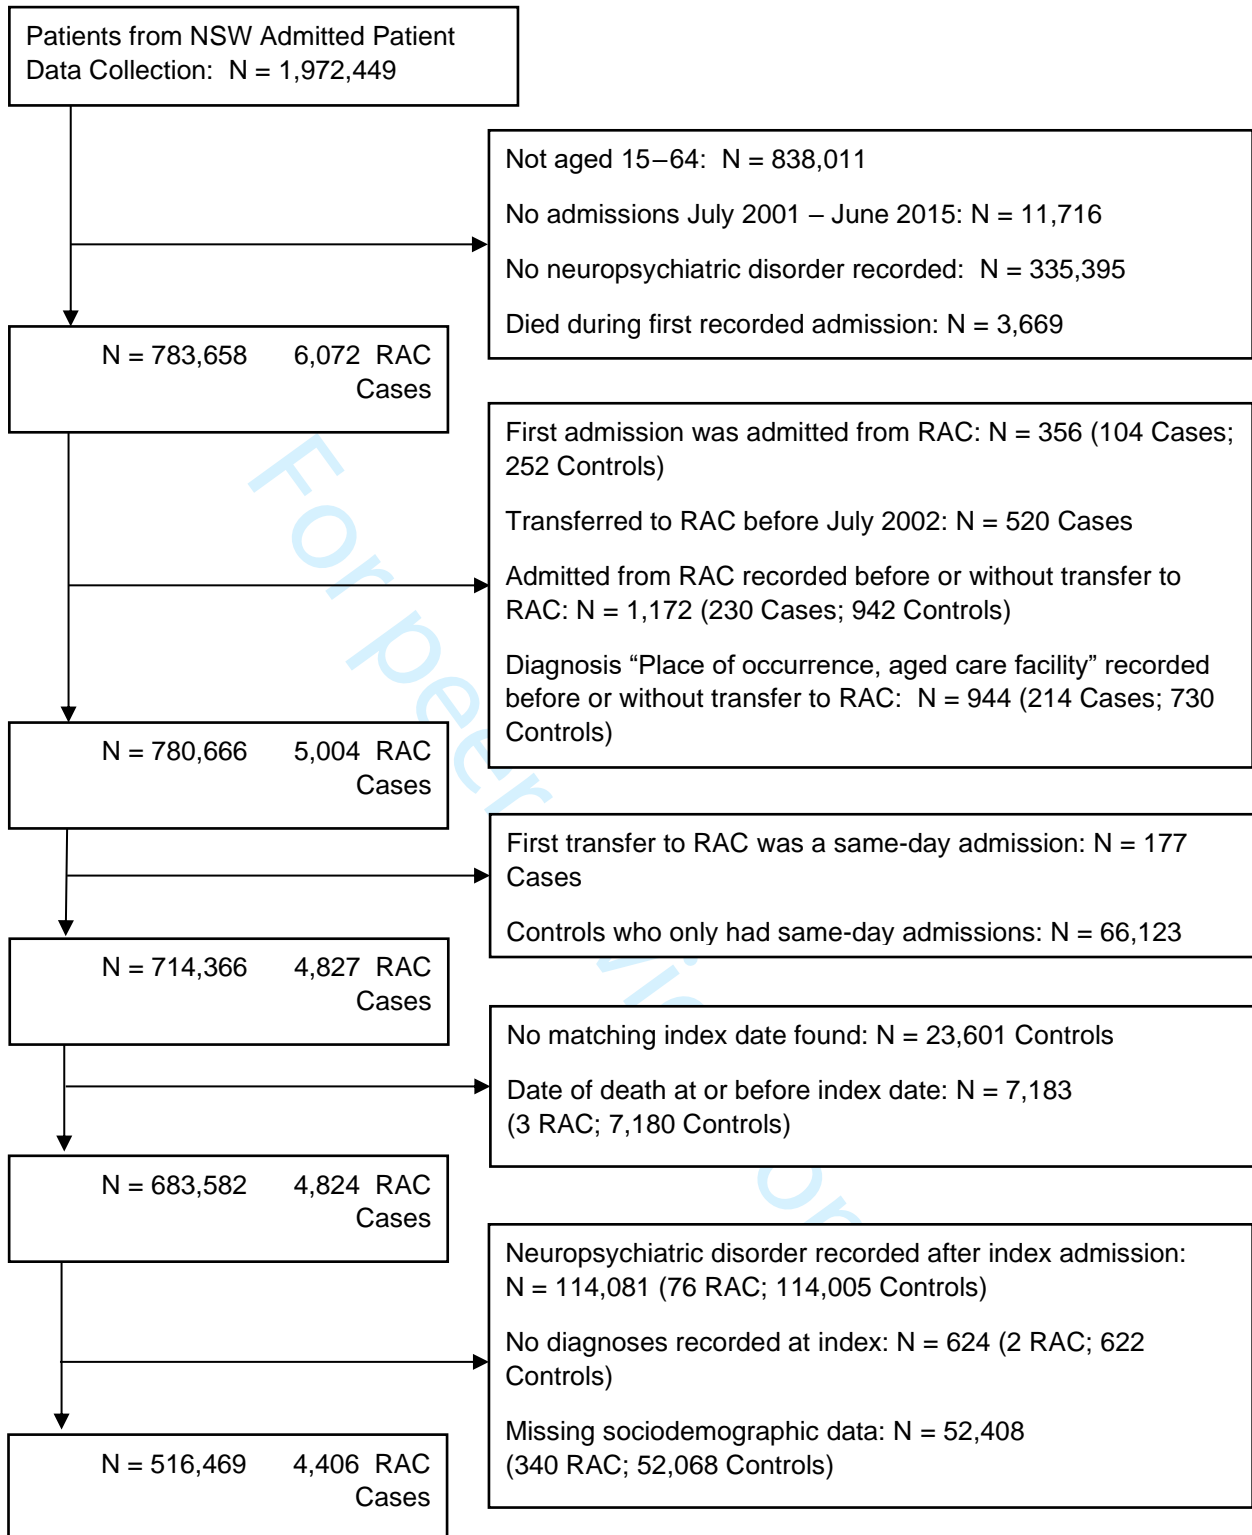 Patients from NSW Admitted Patient
Data Collection:  N = 1,972,449
Not aged 15–64:  N = 838,011
No admissions July 2001 – June 2015: N = 11,716
No neuropsychiatric disorder recorded:  N = 335,395
Died during first recorded admission: N = 3,669
N = 783,658    6,072  RAC
Cases
First admission was admitted from RAC: N = 356 (104 Cases;
252 Controls)
Transferred to RAC before July 2002: N = 520 Cases
Admitted from RAC recorded before or without transfer to
RAC: N = 1,172 (230 Cases; 942 Controls)
Diagnosis “Place of occurrence, aged care facility” recorded
before or without transfer to RAC:  N = 944 (214 Cases; 730
Controls)
N = 780,666    5,004  RAC
Cases
First transfer to RAC was a same-day admission: N = 177
Cases
Controls who only had same-day admissions: N = 66,123
N = 714,366    4,827  RAC
Cases
No matching index date found: N = 23,601 Controls
Date of death at or before index date: N = 7,183
(3 RAC; 7,180 Controls)
N = 683,582    4,824  RAC
Cases
Neuropsychiatric disorder recorded after index admission:
N = 114,081 (76 RAC; 114,005 Controls)
No diagnoses recorded at index: N = 624 (2 RAC; 622
Controls)
Missing sociodemographic data: N = 52,408
(340 RAC; 52,068 Controls)
N = 516,469    4,406  RAC
Cases
For peer